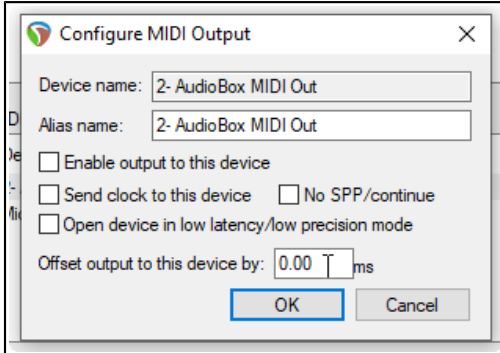 Configure MIDI Output
Device name: 2- AudioBox MIDI Out
Alias name: 2- AudioBox MIDI Out
Enable output to this device
Send clock to this device No SPP/continue
Open device in low latency/low precision mode
Offset output to this device by: 0.00 ms
OK Cancel